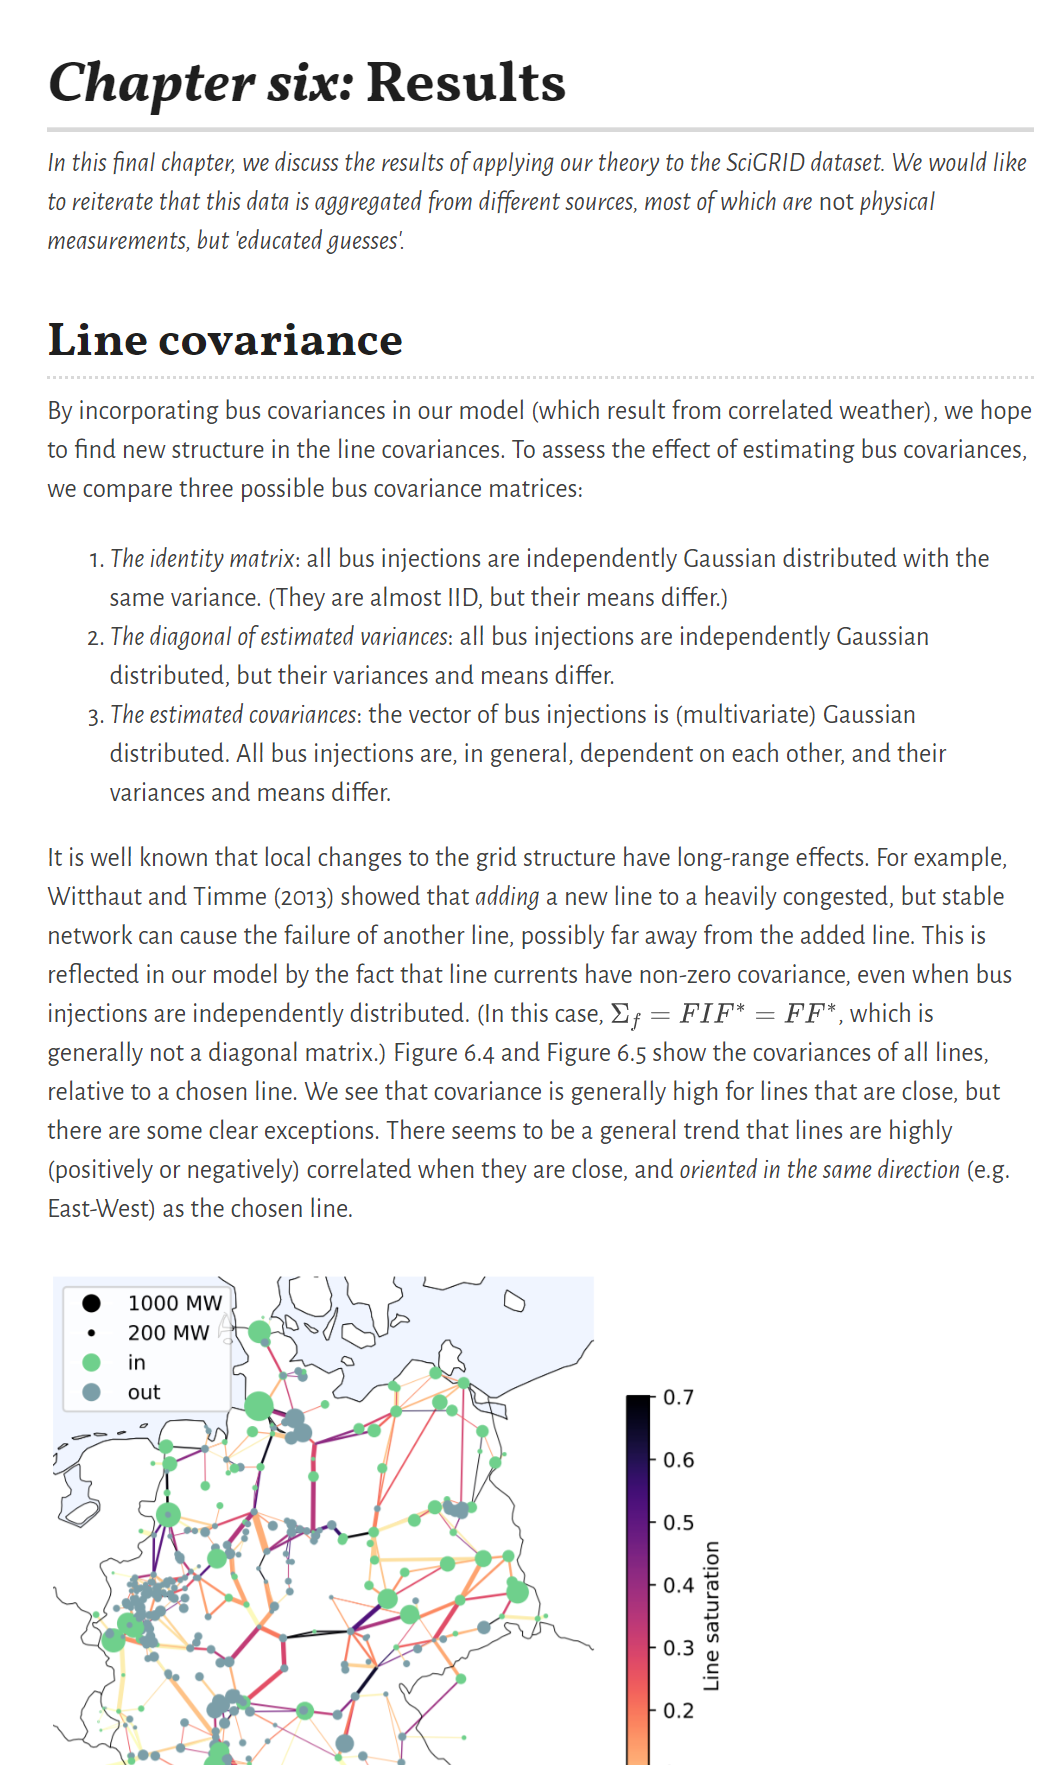 Chapter six: Results
In this final chapter, we discuss the results of applying our theory to the SciGRID dataset. We would like
to reiterate that this data is aggregated from different sources, most of which are not physical
measurements, but 'educated guesses'.
Line covariance
By incorporating bus covariances in our model (which result from correlated weather), we hope
to find new structure in the line covariances. To assess the effect of estimating bus covariances,
we compare three possible bus covariance matrices:
1. The identity matrix: all bus injections are independently Gaussian distributed with the
same variance. (They are almost IID, but their means differ.)
2. The diagonal of estimated variances: all bus injections are independently Gaussian
distributed, but their variances and means differ.
3. The estimated covariances: the vector of bus injections is (multivariate) Gaussian
distributed. All bus injections are, in general, dependent on each other, and their
variances and means differ.
It is well known that local changes to the grid structure have long-range effects. For example,
Witthaut and Timme (2013) showed that adding a new line to a heavily congested, but stable
network can cause the failure of another line, possibly far away from the added line. This is
reflected in our model by the fact that line currents have non-zero covariance, even when bus
injections are independently distributed. (In this case, Σ_f = FIF* = FF*, which is
generally not a diagonal matrix.) Figure 6.4 and Figure 6.5 show the covariances of all lines,
relative to a chosen line. We see that covariance is generally high for lines that are close, but
there are some clear exceptions. There seems to be a general trend that lines are highly
(positively or negatively) correlated when they are close, and oriented in the same direction (e.g.
East-West) as the chosen line.
1000 MW
200 MW
in
out
0.7
0.6
0.5
0.4
0.3
0.2
Line saturation